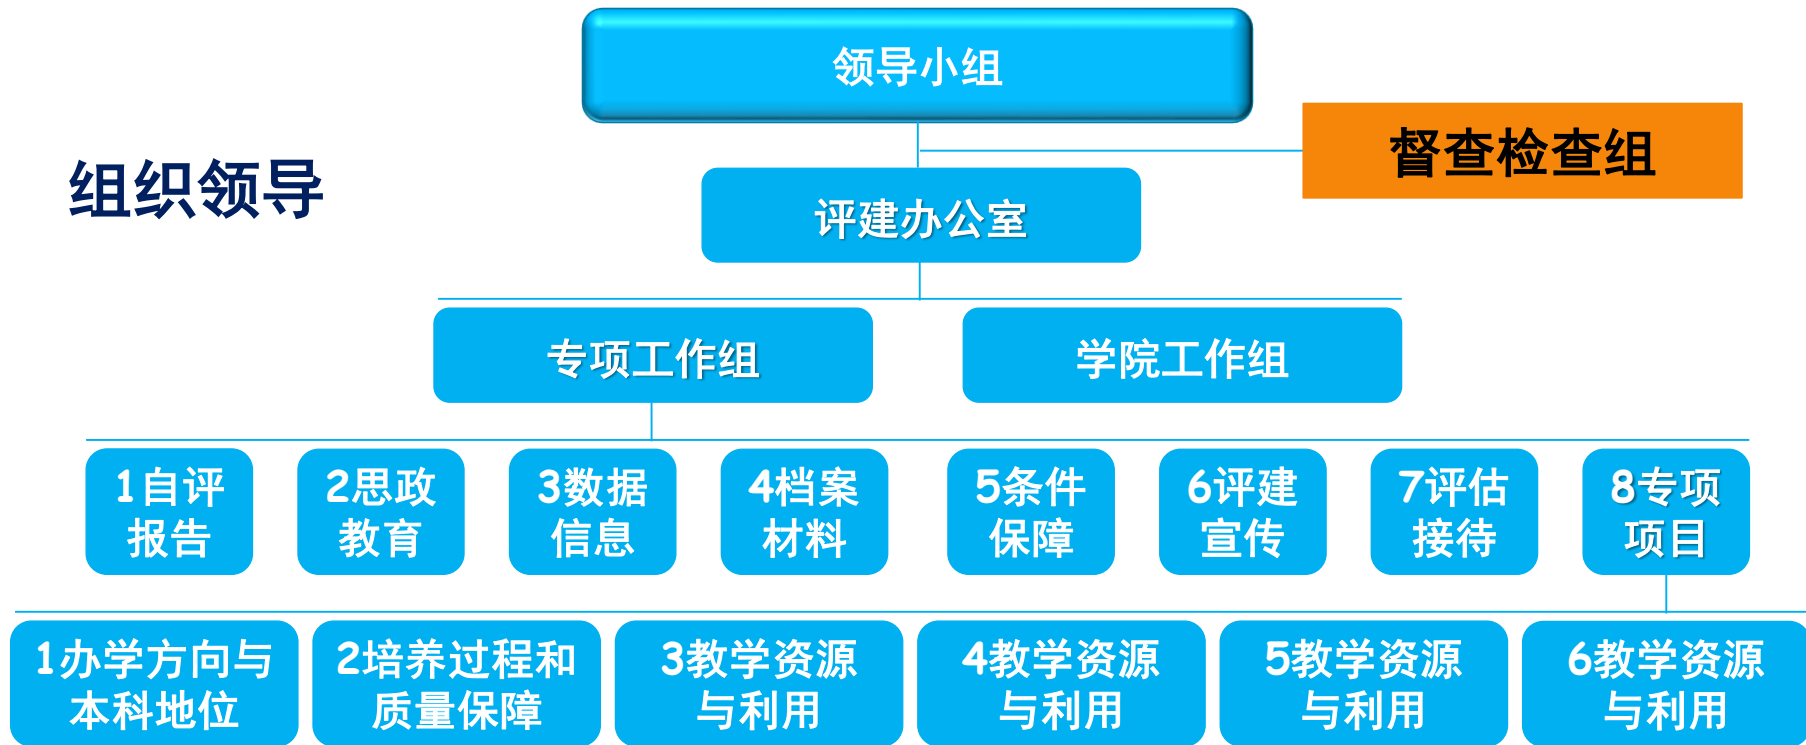 领导小组
督查检查组
组织领导
评建办公室
专项工作组
学院工作组
1自评
报告
2思政
教育
3数据
信息
4档案
材料
5条件
保障
6评建
宣传
7评估
接待
8专项
项目
1办学方向与
本科地位
2培养过程和
质量保障
3教学资源
与利用
4教学资源
与利用
5教学资源
与利用
6教学资源
与利用